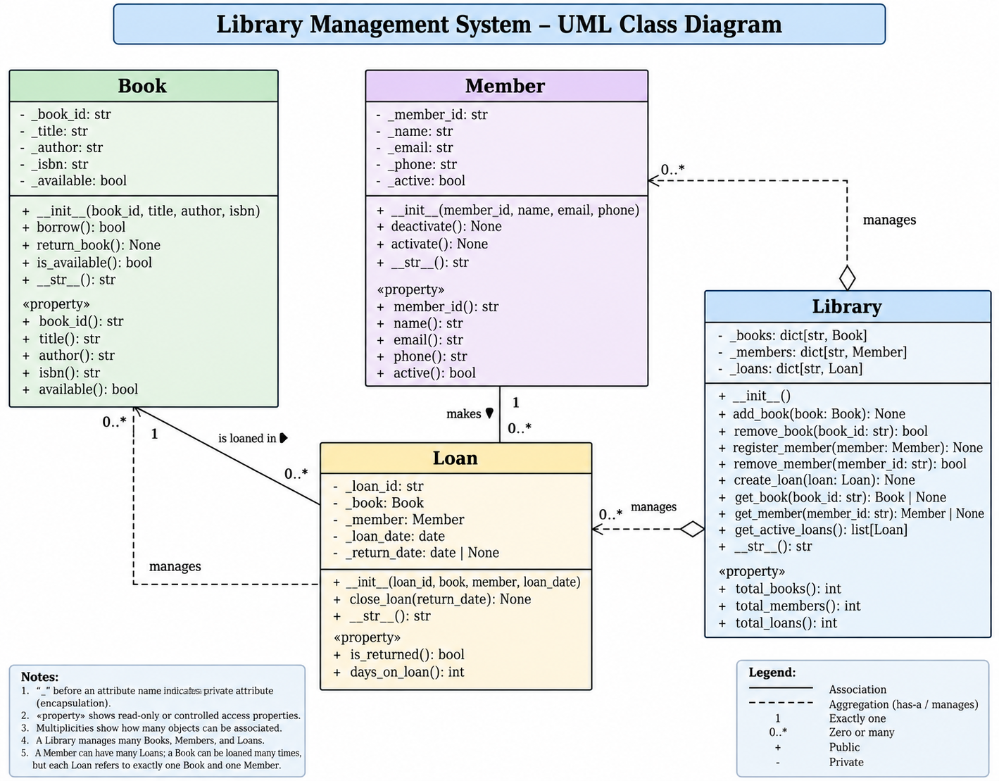 Library Management System – UML Class Diagram
Book
- _book_id: str
- _title: str
- _author: str
- _isbn: str
- _available: bool
+ __init__(book_id, title, author, isbn)
+ borrow(): bool
+ return_book(): None
+ is_available(): bool
+ __str__(): str
«property»
+ book_id(): str
+ title(): str
+ author(): str
+ isbn(): str
+ available(): bool
Member
- _member_id: str
- _name: str
- _email: str
- _phone: str
- _active: bool
+ __init__(member_id, name, email, phone)
+ deactivate(): None
+ activate(): None
+ __str__(): str
«property»
+ member_id(): str
+ name(): str
+ email(): str
+ phone(): str
+ active(): bool
0..*
manages
Library
- _books: dict[str, Book]
- _members: dict[str, Member]
- _loans: dict[str, Loan]
+ __init__()
+ add_book(book: Book): None
+ remove_book(book_id: str): bool
+ register_member(member: Member): None
+ remove_member(member_id: str): bool
+ create_loan(loan: Loan): None
+ get_book(book_id: str): Book | None
+ get_member(member_id: str): Member | None
+ get_active_loans(): list[Loan]
+ __str__(): str
«property»
+ total_books(): int
+ total_members(): int
+ total_loans(): int
0..*
1
is loaned in
0..*
makes
1
0..*
manages
0..* manages
Loan
- _loan_id: str
- _book: Book
- _member: Member
- _loan_date: date
- _return_date: date | None
+ __init__(loan_id, book, member, loan_date)
+ close_loan(return_date): None
+ __str__(): str
«property»
+ is_returned(): bool
+ days_on_loan(): int
Notes:
1. “_” before an attribute name private attribute
(encapsulation).
2. «property» shows read-only or controlled access properties.
3. Multiplicities show how many objects can be associated.
4. A Library manages many Books, Members, and Loans.
5. A Member can have many Loans; a Book can be loaned many times,
but each Loan refers to exactly one Book and one Member.
Legend:
Association
Aggregation (has-a / manages)
1 Exactly one
0..* Zero or many
+ Public
- Private